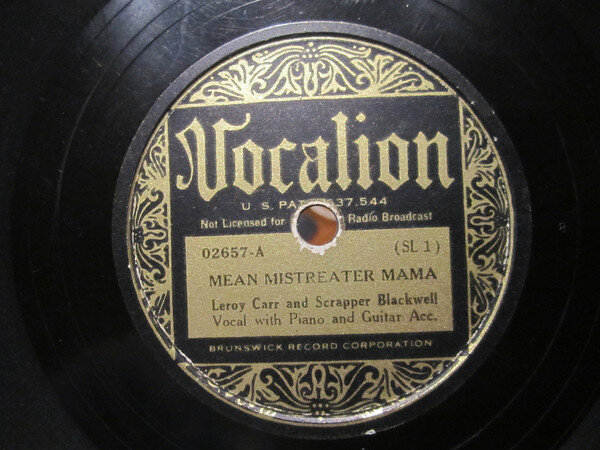 Vocalion
U. S. PAT. 37,544
Not Licensed for Radio Broadcast
02657-A (SL 1)
MEAN MISTREATER MAMA
Leroy Carr and Scrapper Blackwell
Vocal with Piano and Guitar Acc.
BRUNSWICK RECORD CORPORATION